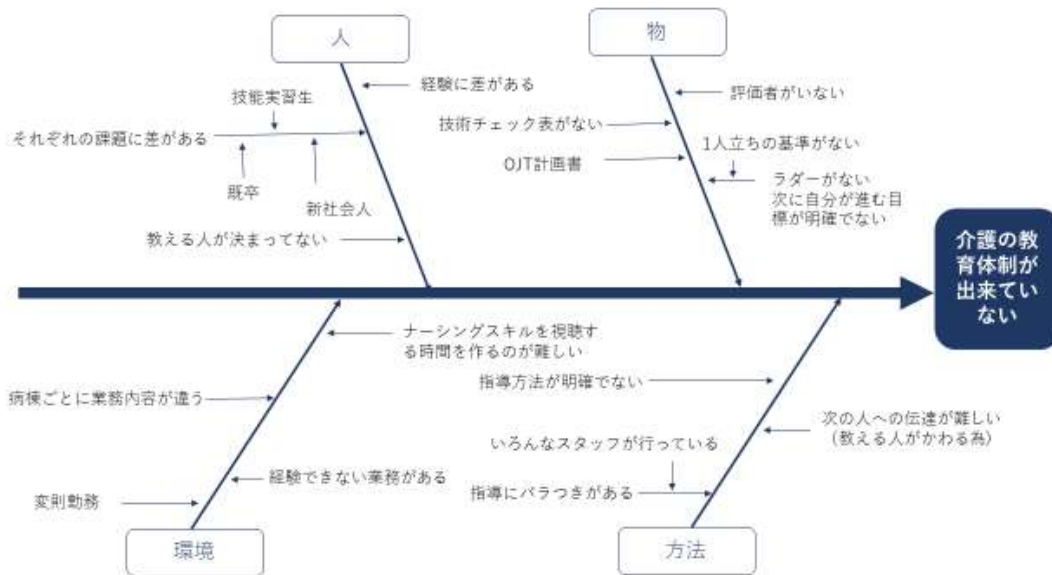 人
物
経験に差がある
技能実習生
それぞれの課題に差がある
既卒
新社会人
教える人が決まってない
評価者がいない
技術チェック表がない
1人立ちの基準がない
OJT計画書
ラダーがない
次に自分が進む目
標が明確でない
介護の教
育体制が
出来てい
ない
ナーシングスキルを視聴す
る時間を作るのが難しい
病棟ごとに業務内容が違う
経験できない業務がある
変則勤務
環境
指導方法が明確でない
次の人への伝達が難しい
（教える人がかわる為）
いろんなスタッフが行っている
指導にバラつきがある
方法